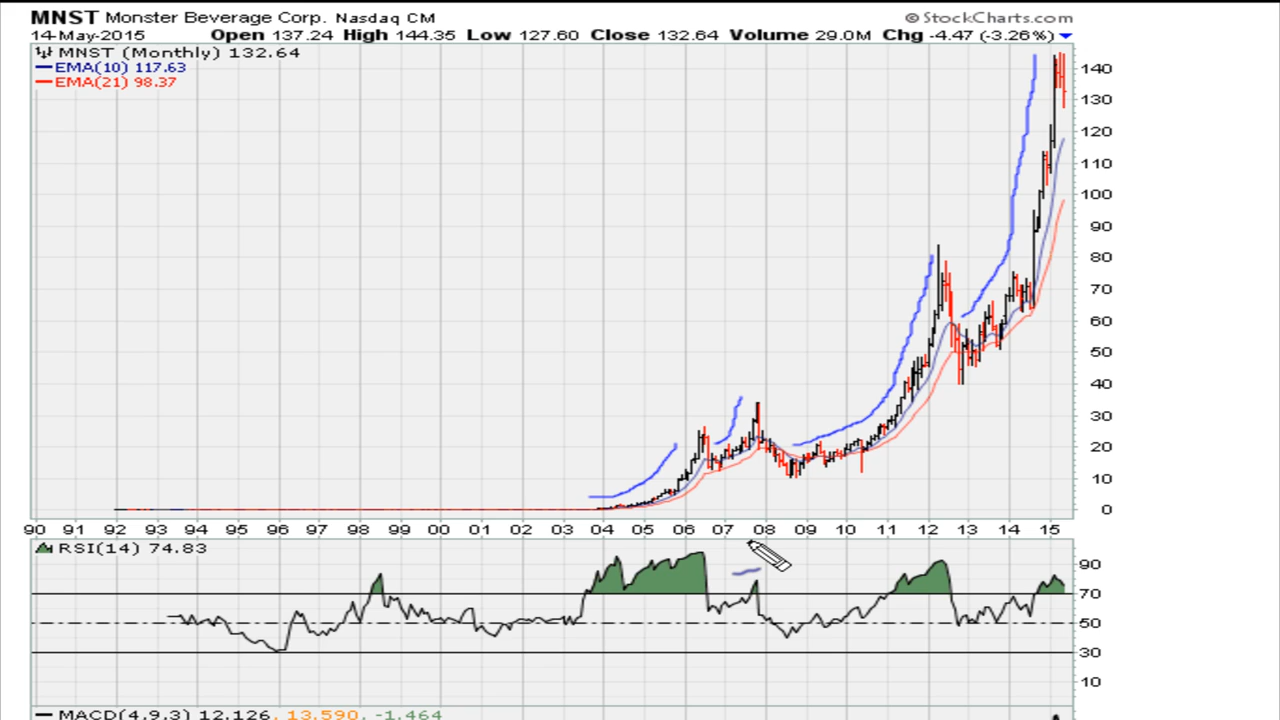 MNST Monster Beverage Corp. Nasdaq CM © StockCharts.com
14-May-2015 Open 137.24 High 144.35 Low 127.60 Close 132.64 Volume 29.0M Chg -4.47 (-3.26%)
MNST (Monthly) 132.64
EMA(10) 117.63
EMA(21) 98.37
140
130
120
110
100
90
80
70
60
50
40
30
20
10
0
90 91 92 93 94 95 96 97 98 99 00 01 02 03 04 05 06 07 08 09 10 11 12 13 14 15
RSI(14) 74.83
90
70
50
30
10
MACD(4,9,3) 12.126, 13.590, -1.464